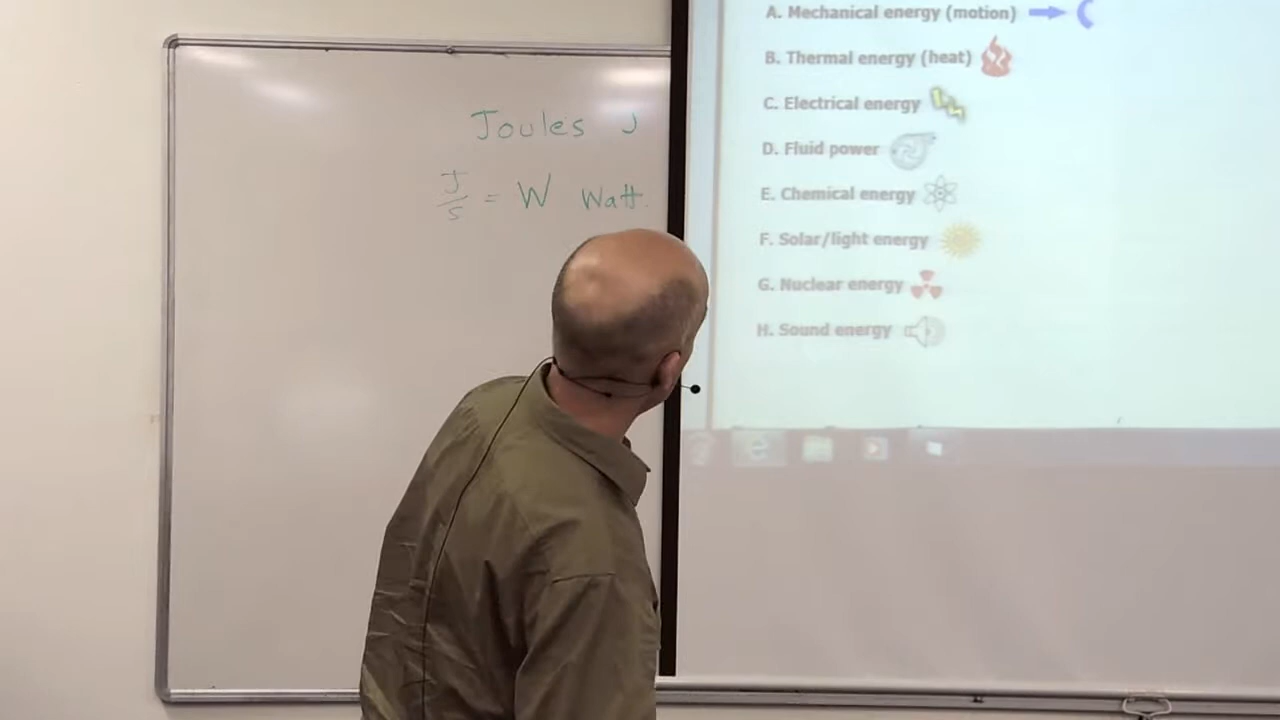 Joules J
J/s = W Watt.
A. Mechanical energy (motion)
B. Thermal energy (heat)
C. Electrical energy
D. Fluid power
E. Chemical energy
F. Solar/light energy
G. Nuclear energy
H. Sound energy